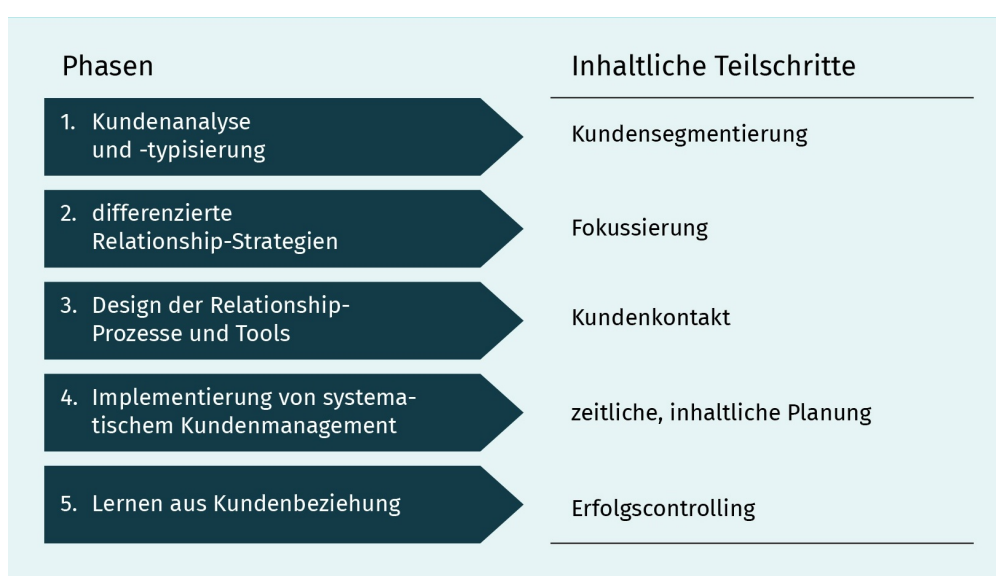 Phasen
Inhaltliche Teilschritte
1. Kundenanalyse
und -typisierung
Kundensegmentierung
2. differenzierte
Relationship-Strategien
Fokussierung
3. Design der Relationship-
Prozesse und Tools
Kundenkontakt
4. Implementierung von systema-
tischem Kundenmanagement
zeitliche, inhaltliche Planung
5. Lernen aus Kundenbeziehung
Erfolgscontrolling